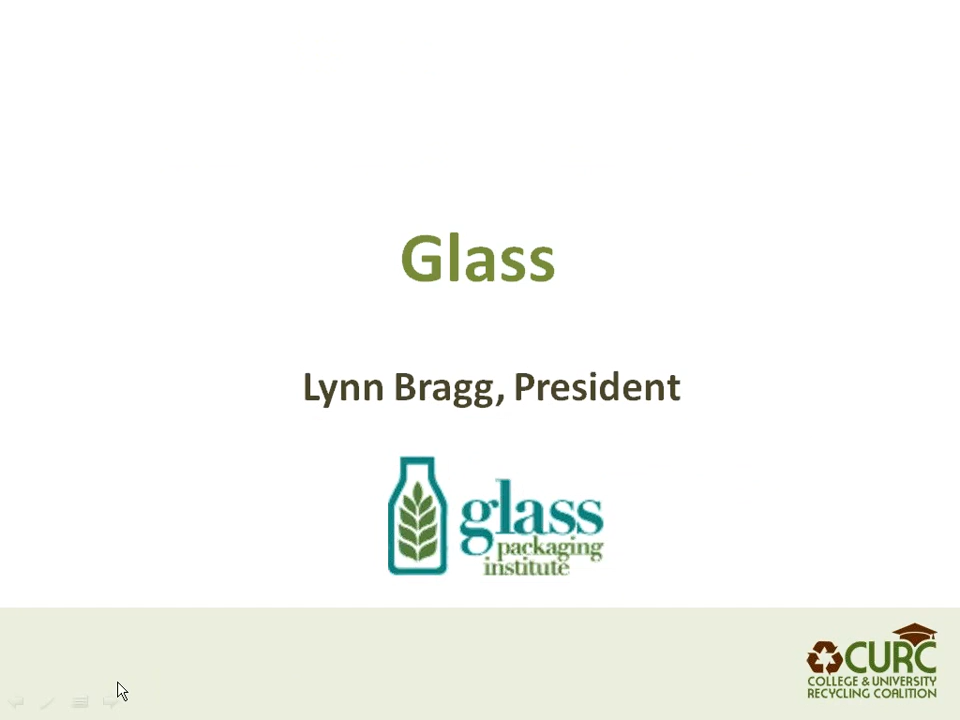 Glass
Lynn Bragg, President
glass
packaging
institute
CURC
COLLEGE & UNIVERSITY
RECYCLING COALITION